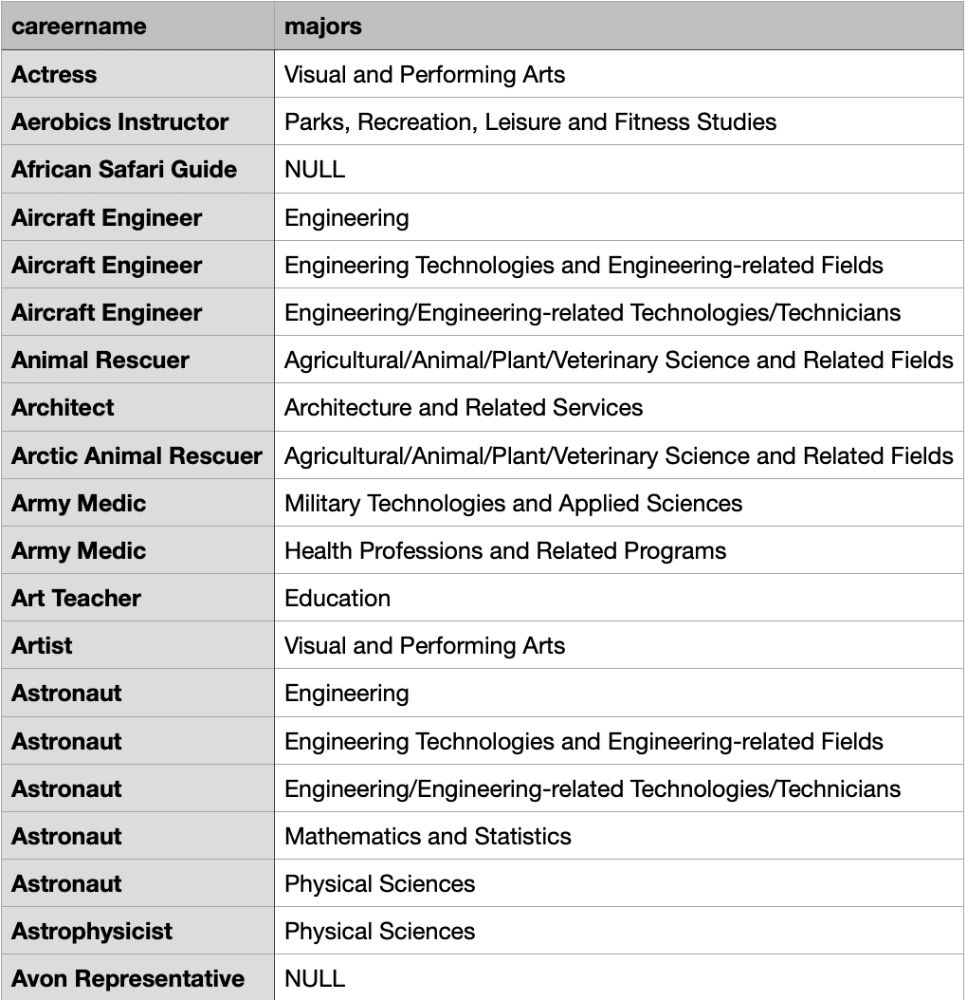 careername majors
Actress Visual and Performing Arts
Aerobics Instructor Parks, Recreation, Leisure and Fitness Studies
African Safari Guide NULL
Aircraft Engineer Engineering
Aircraft Engineer Engineering Technologies and Engineering-related Fields
Aircraft Engineer Engineering/Engineering-related Technologies/Technicians
Animal Rescuer Agricultural/Animal/Plant/Veterinary Science and Related Fields
Architect Architecture and Related Services
Arctic Animal Rescuer Agricultural/Animal/Plant/Veterinary Science and Related Fields
Army Medic Military Technologies and Applied Sciences
Army Medic Health Professions and Related Programs
Art Teacher Education
Artist Visual and Performing Arts
Astronaut Engineering
Astronaut Engineering Technologies and Engineering-related Fields
Astronaut Engineering/Engineering-related Technologies/Technicians
Astronaut Mathematics and Statistics
Astronaut Physical Sciences
Astrophysicist Physical Sciences
Avon Representative NULL